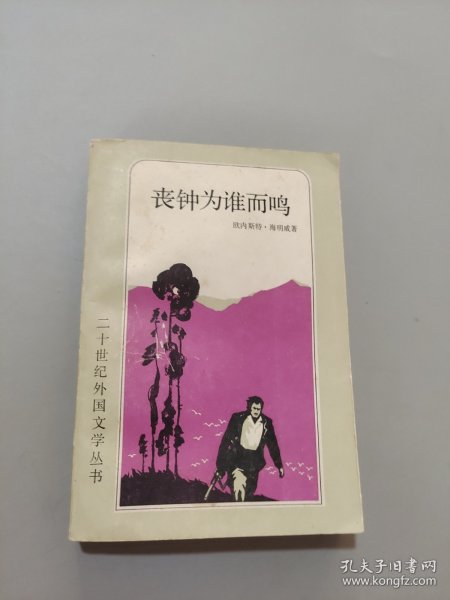 丧钟为谁而鸣
欧内斯特·海明威著
二十世纪外国文学丛书
孔夫子旧书网
www.kongfz.com